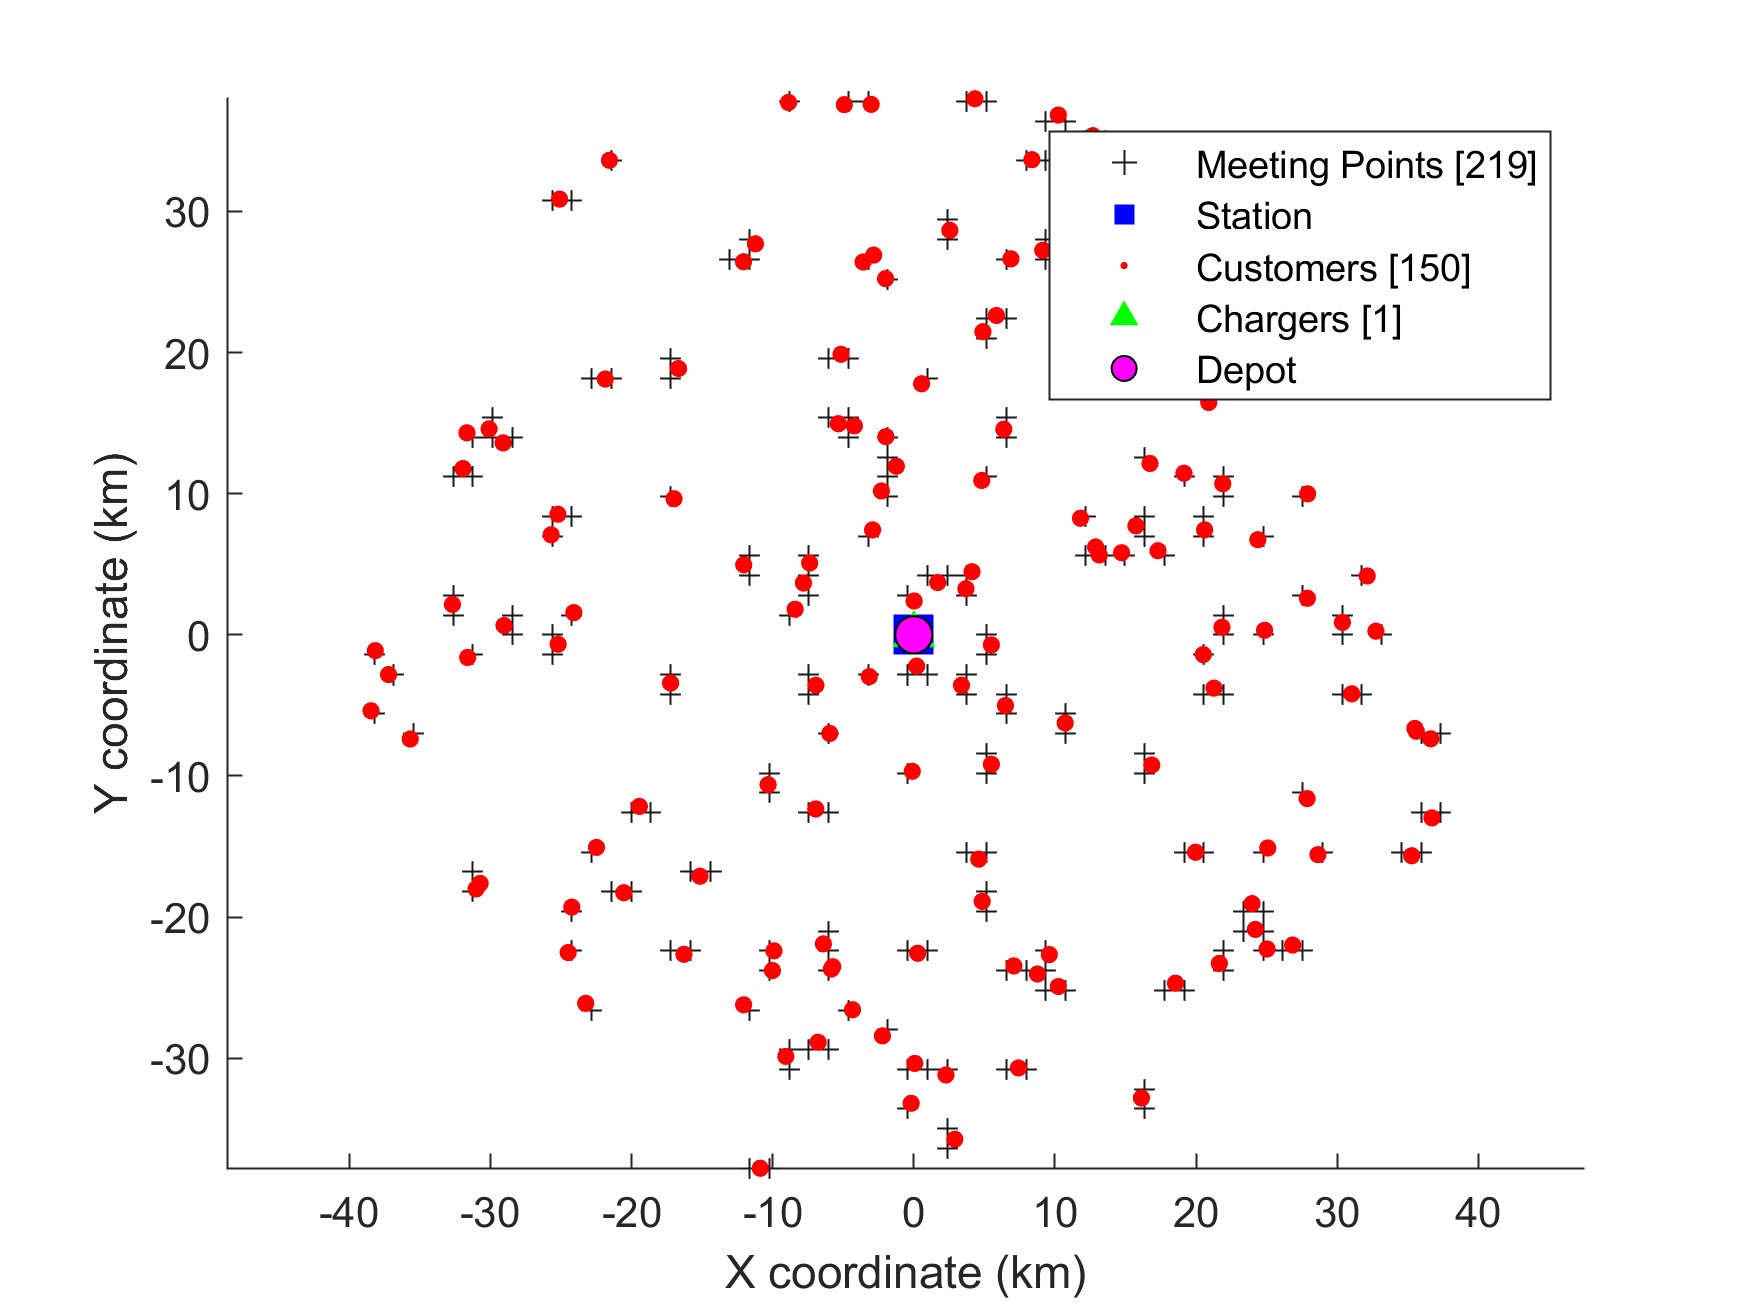 Meeting Points [219]
Station
Customers [150]
Chargers [1]
Depot
30
20
10
0
-10
-20
-30
Y coordinate (km)
-40 -30 -20 -10 0 10 20 30 40
X coordinate (km)